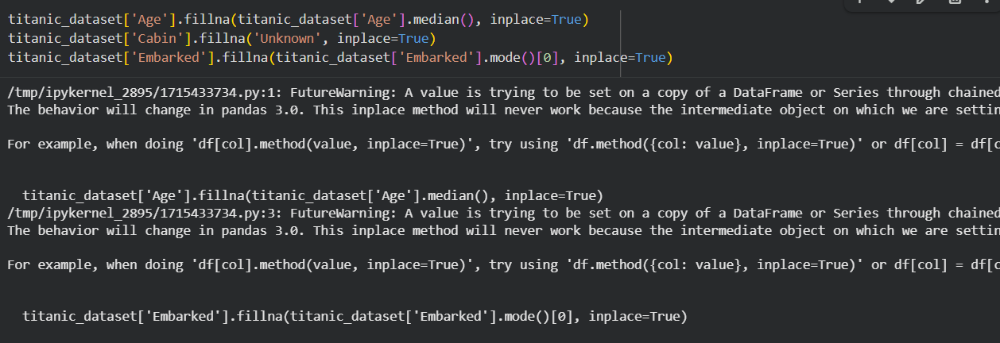 titanic_dataset['Age'].fillna(titanic_dataset['Age'].median(), inplace=True)
titanic_dataset['Cabin'].fillna('Unknown', inplace=True)
titanic_dataset['Embarked'].fillna(titanic_dataset['Embarked'].mode()[0], inplace=True)
/tmp/ipykernel_2895/1715433734.py:1: FutureWarning: A value is trying to be set on a copy of a DataFrame or Series through chained
The behavior will change in pandas 3.0. This inplace method will never work because the intermediate object on which we are settin
For example, when doing 'df[col].method(value, inplace=True)', try using 'df.method({col: value}, inplace=True)' or df[col] = df[c
titanic_dataset['Age'].fillna(titanic_dataset['Age'].median(), inplace=True)
/tmp/ipykernel_2895/1715433734.py:3: FutureWarning: A value is trying to be set on a copy of a DataFrame or Series through chained
The behavior will change in pandas 3.0. This inplace method will never work because the intermediate object on which we are settin
For example, when doing 'df[col].method(value, inplace=True)', try using 'df.method({col: value}, inplace=True)' or df[col] = df[c
titanic_dataset['Embarked'].fillna(titanic_dataset['Embarked'].mode()[0], inplace=True)